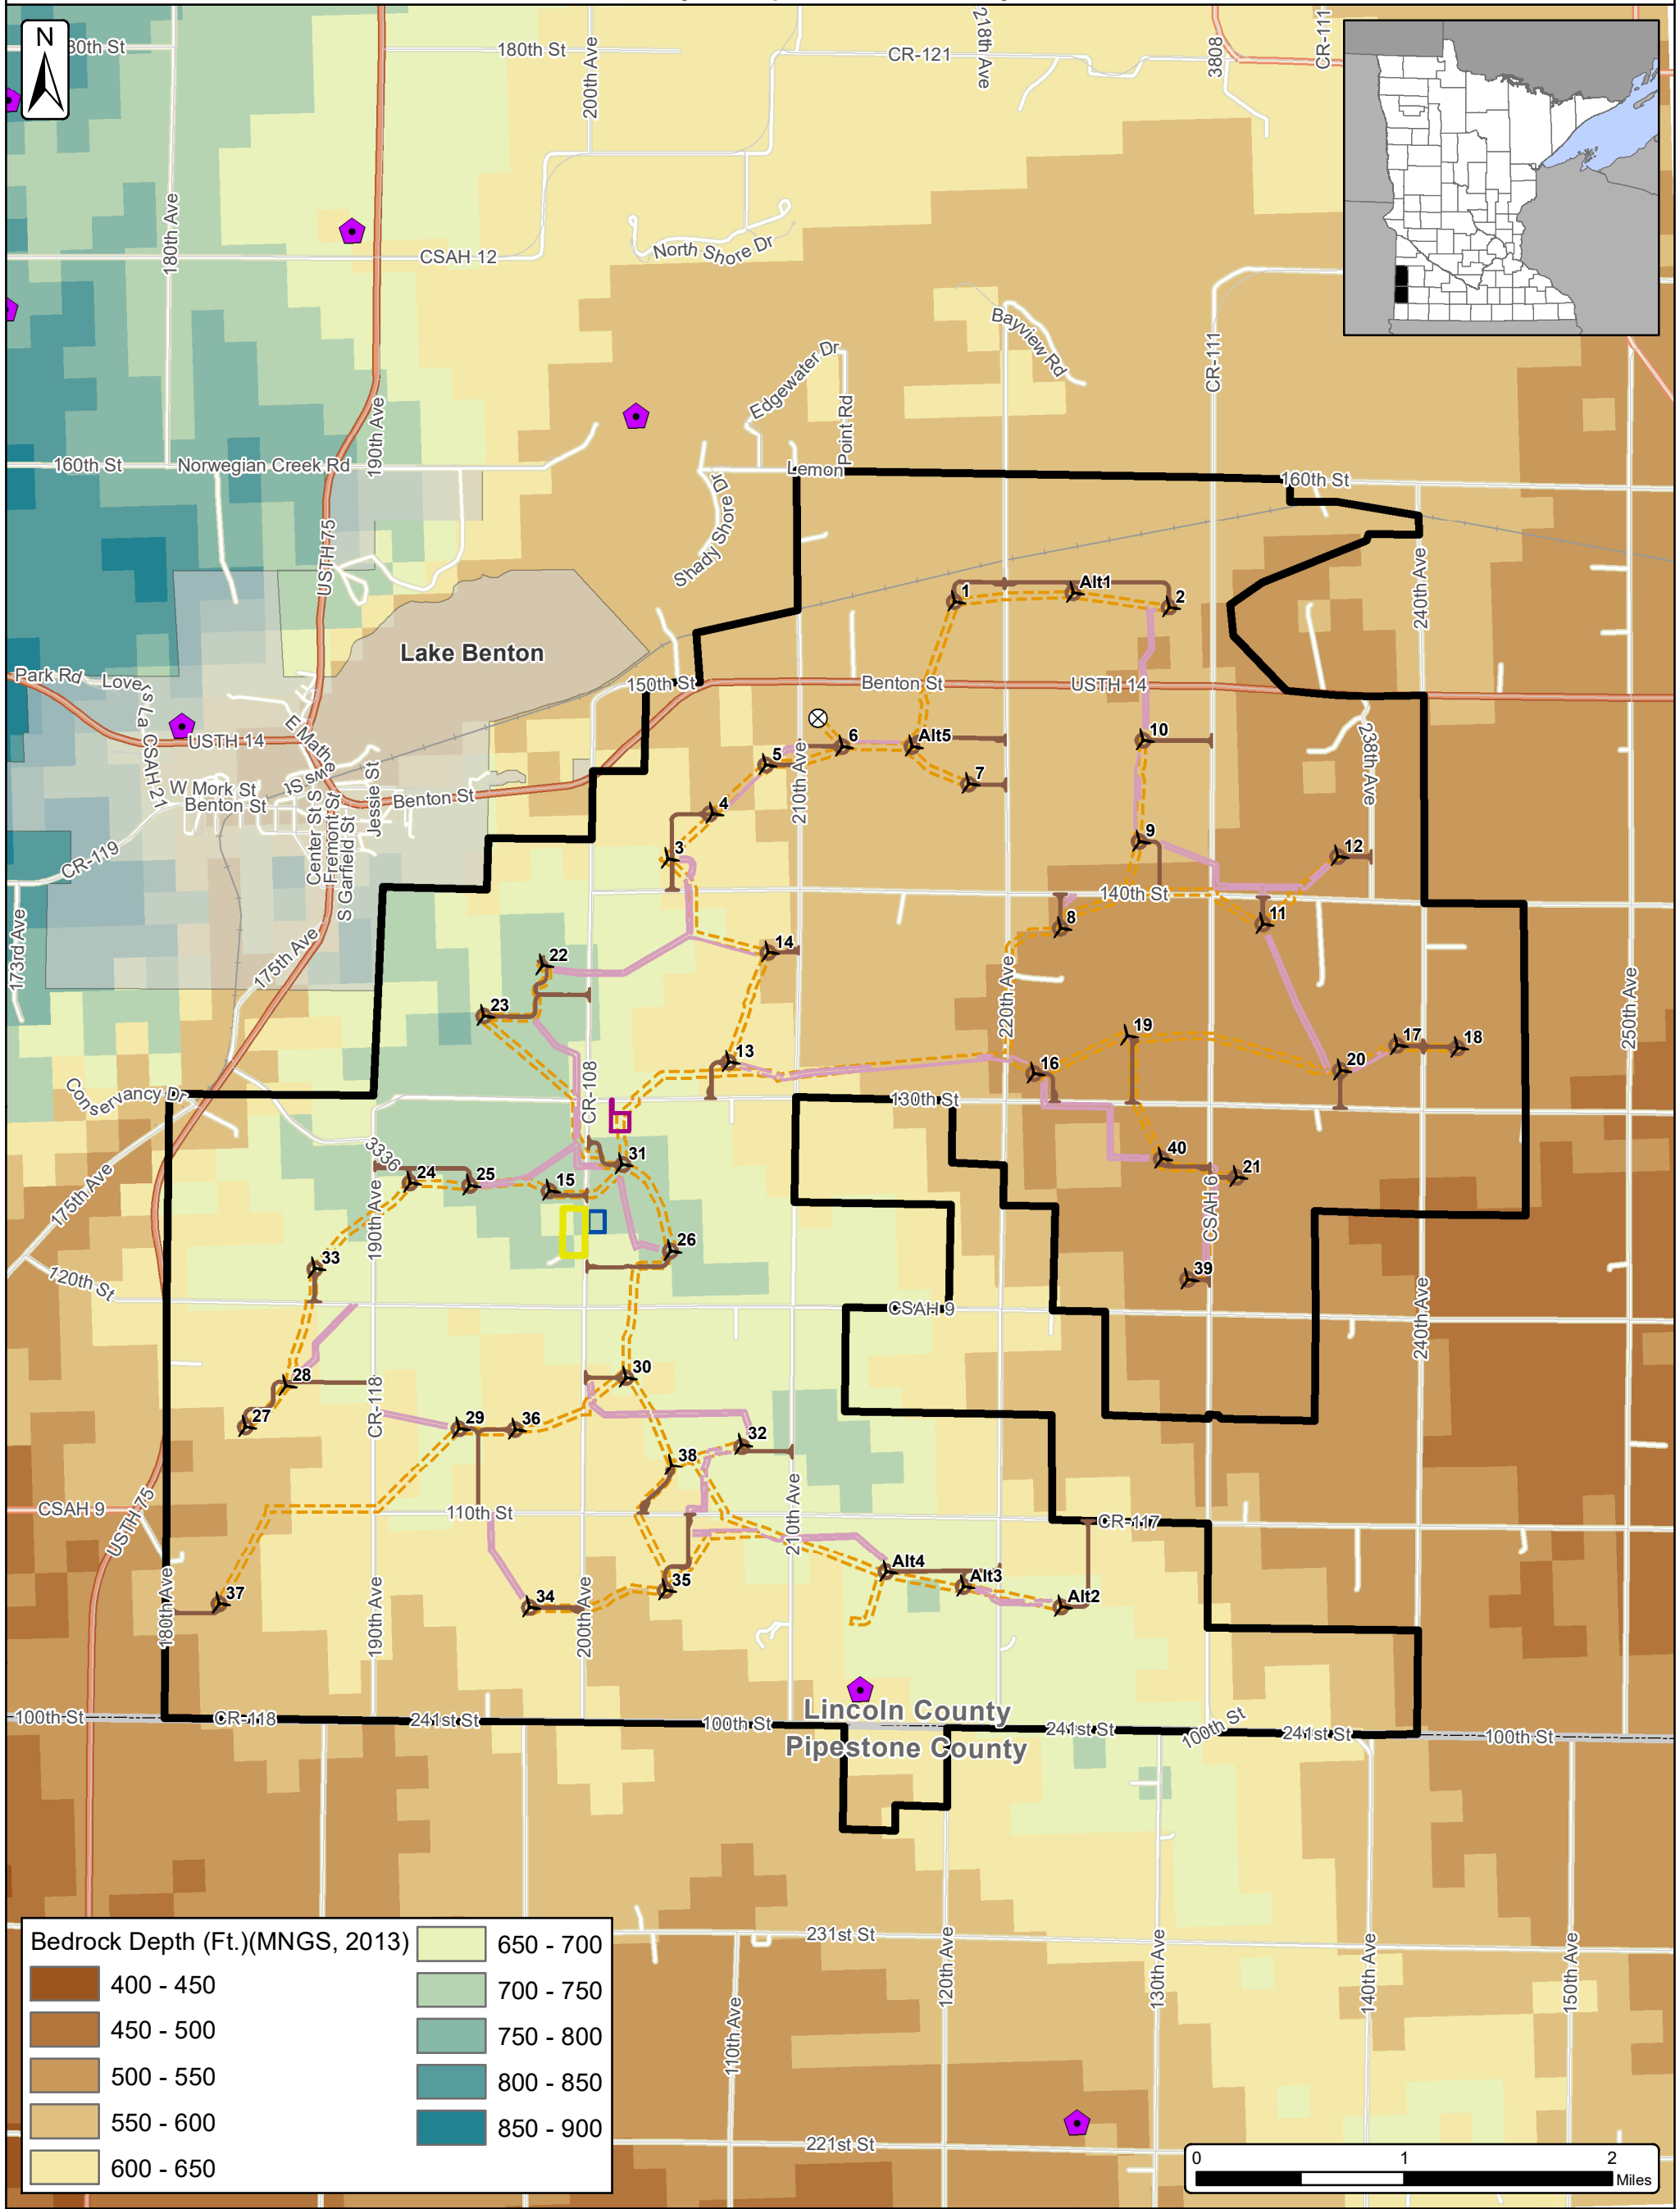 N
80th St
180th St
200th Ave
CR-121
218th Ave
3808
CR-111
180th Ave
CSAH 12
North Shore Dr
Bayview Rd
CR-111
Edgewater Dr
Point Rd
190th Ave
160th St
Norwegian Creek Rd
Lemon
160th St
Shady Shore Dr
USTH 75
240th Ave
1
Alt1
2
Lake Benton
Park Rd
Lovers La
150th St
Benton St
USTH 14
CSAH 21
USTH 14
E Mathews St
6
Alt5
10
238th Ave
5
7
210th Ave
W Mork St
Benton St
Jessie St
Benton St
4
Center St S
Fremont St
S Garfield St
CR-119
3
9
12
140th St
8
11
173rd Ave
175th Ave
14
22
220th Ave
250th Ave
23
19
17
18
13
16
20
Conservancy Dr
CR-108
130th St
3336
31
40
21
24
25
15
175th Ave
190th Ave
CSAH 6
26
33
39
120th St
CSAH 9
240th Ave
28
30
CR-118
27
29
36
32
38
CSAH 9
USTH 75
110th St
210th Ave
CR-117
Alt4
Alt3
Alt2
35
37
34
180th Ave
190th Ave
200th Ave
Lincoln County
100th St
CR-118
241st St
100th St
241st St
100th St
241st St
100th St
Pipestone County
Bedrock Depth (Ft.)(MNGS, 2013)
400 - 450
450 - 500
500 - 550
550 - 600
600 - 650
650 - 700
700 - 750
750 - 800
800 - 850
850 - 900
231st St
110th Ave
120th Ave
130th Ave
140th Ave
150th Ave
221st St
0
1
2
Miles